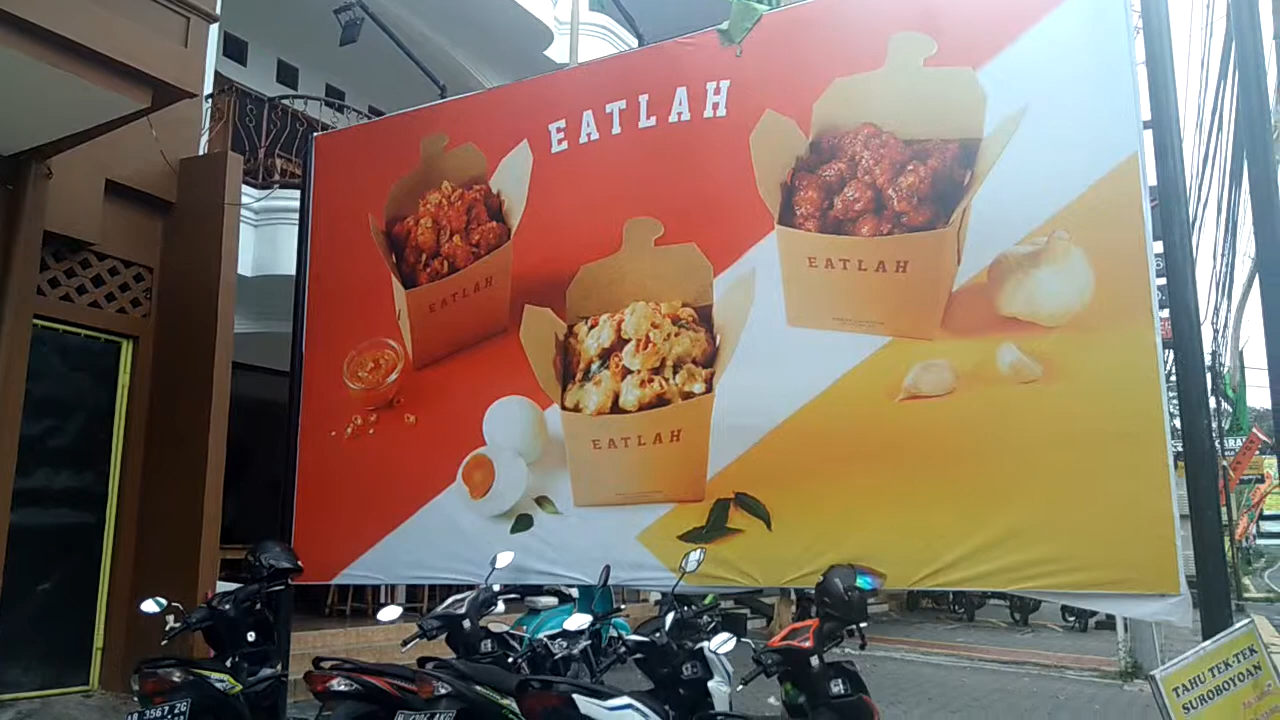 EATLAH
EATLAH
EATLAH
EATLAH
TAHU TEK-TEK
SUROBOYOAN
AB 3567 ZG